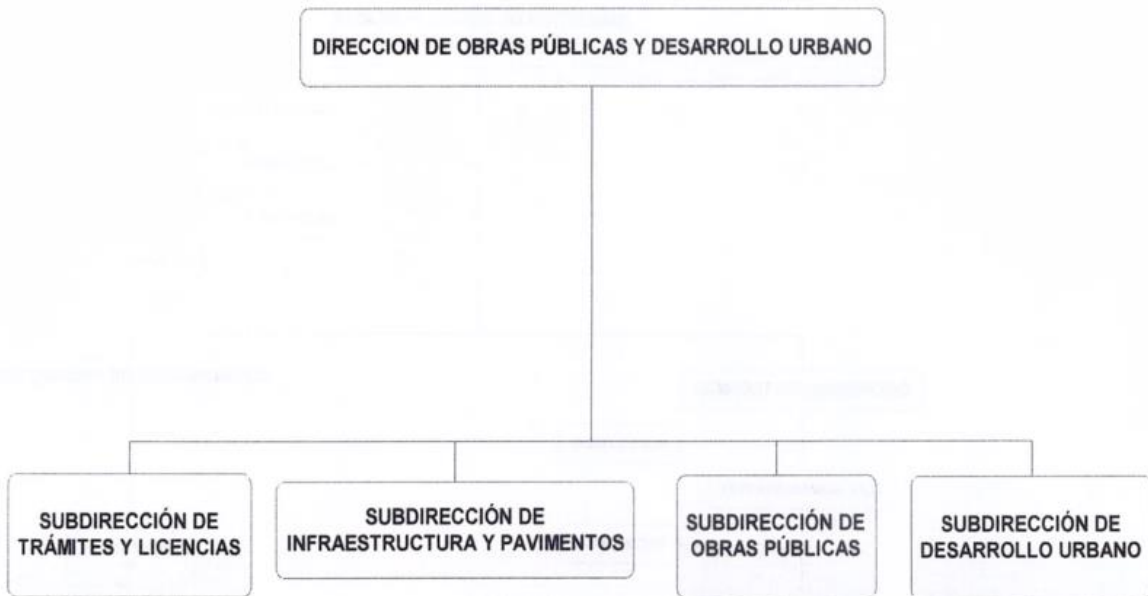 DIRECCION DE OBRAS PÚBLICAS Y DESARROLLO URBANO
SUBDIRECCIÓN DE
TRÁMITES Y LICENCIAS
SUBDIRECCIÓN DE
INFRAESTRUCTURA Y PAVIMENTOS
SUBDIRECCIÓN DE
OBRAS PÚBLICAS
SUBDIRECCIÓN DE
DESARROLLO URBANO